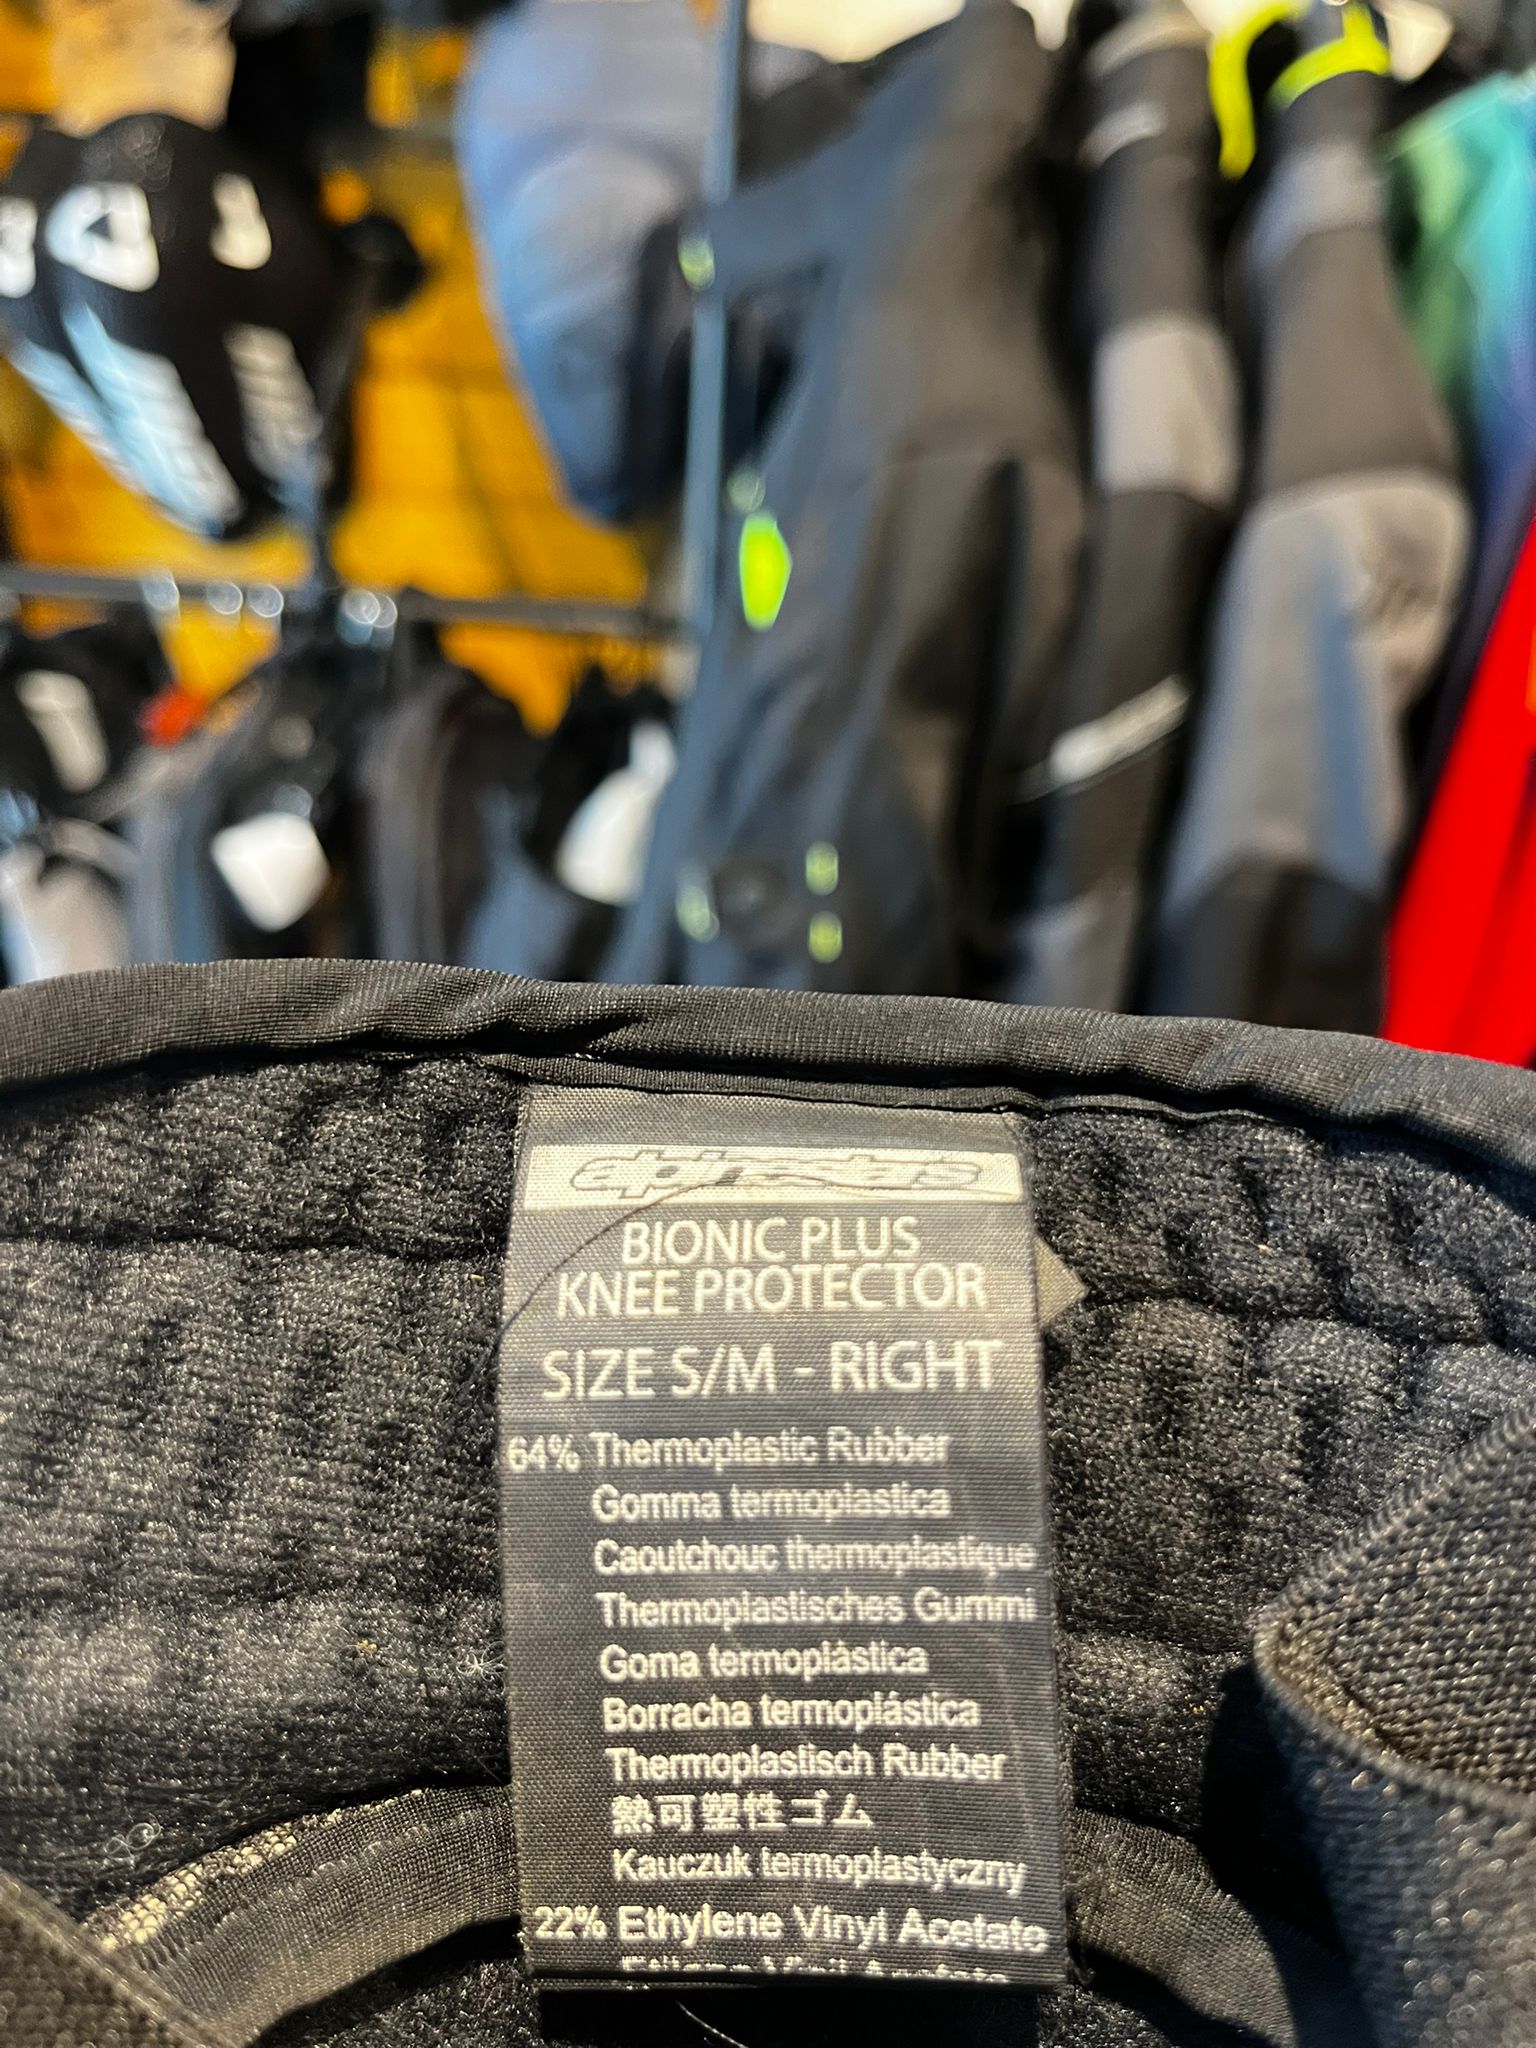 alpinestars
BIONIC PLUS
KNEE PROTECTOR
SIZE S/M - RIGHT
64% Thermoplastic Rubber
Gomma termoplastica
Caoutchouc thermoplastique
Thermoplastisches Gummi
Goma termoplástica
Borracha termoplástica
Thermoplastisch Rubber
熱可塑性ゴム
Kauczuk termoplastyczny
22% Ethylene Vinyl Acetate